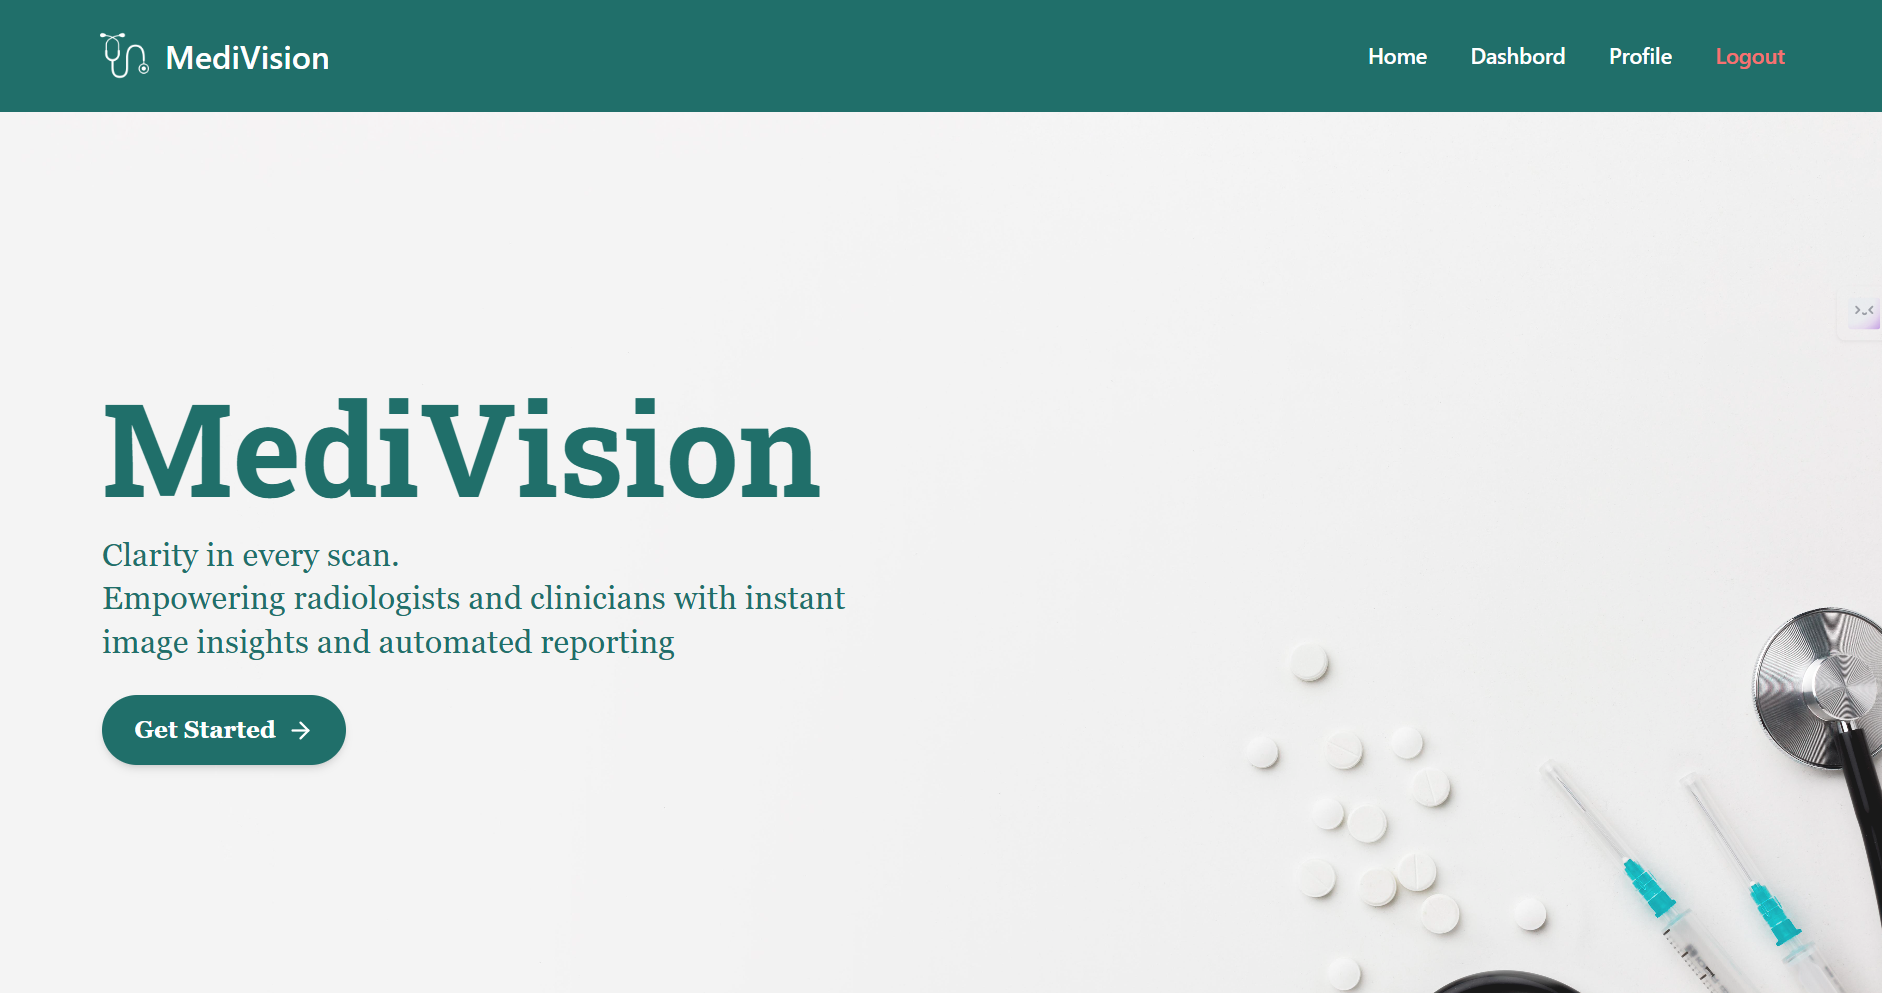 MediVision
Home Dashbord Profile Logout
MediVision
Clarity in every scan.
Empowering radiologists and clinicians with instant
image insights and automated reporting
Get Started